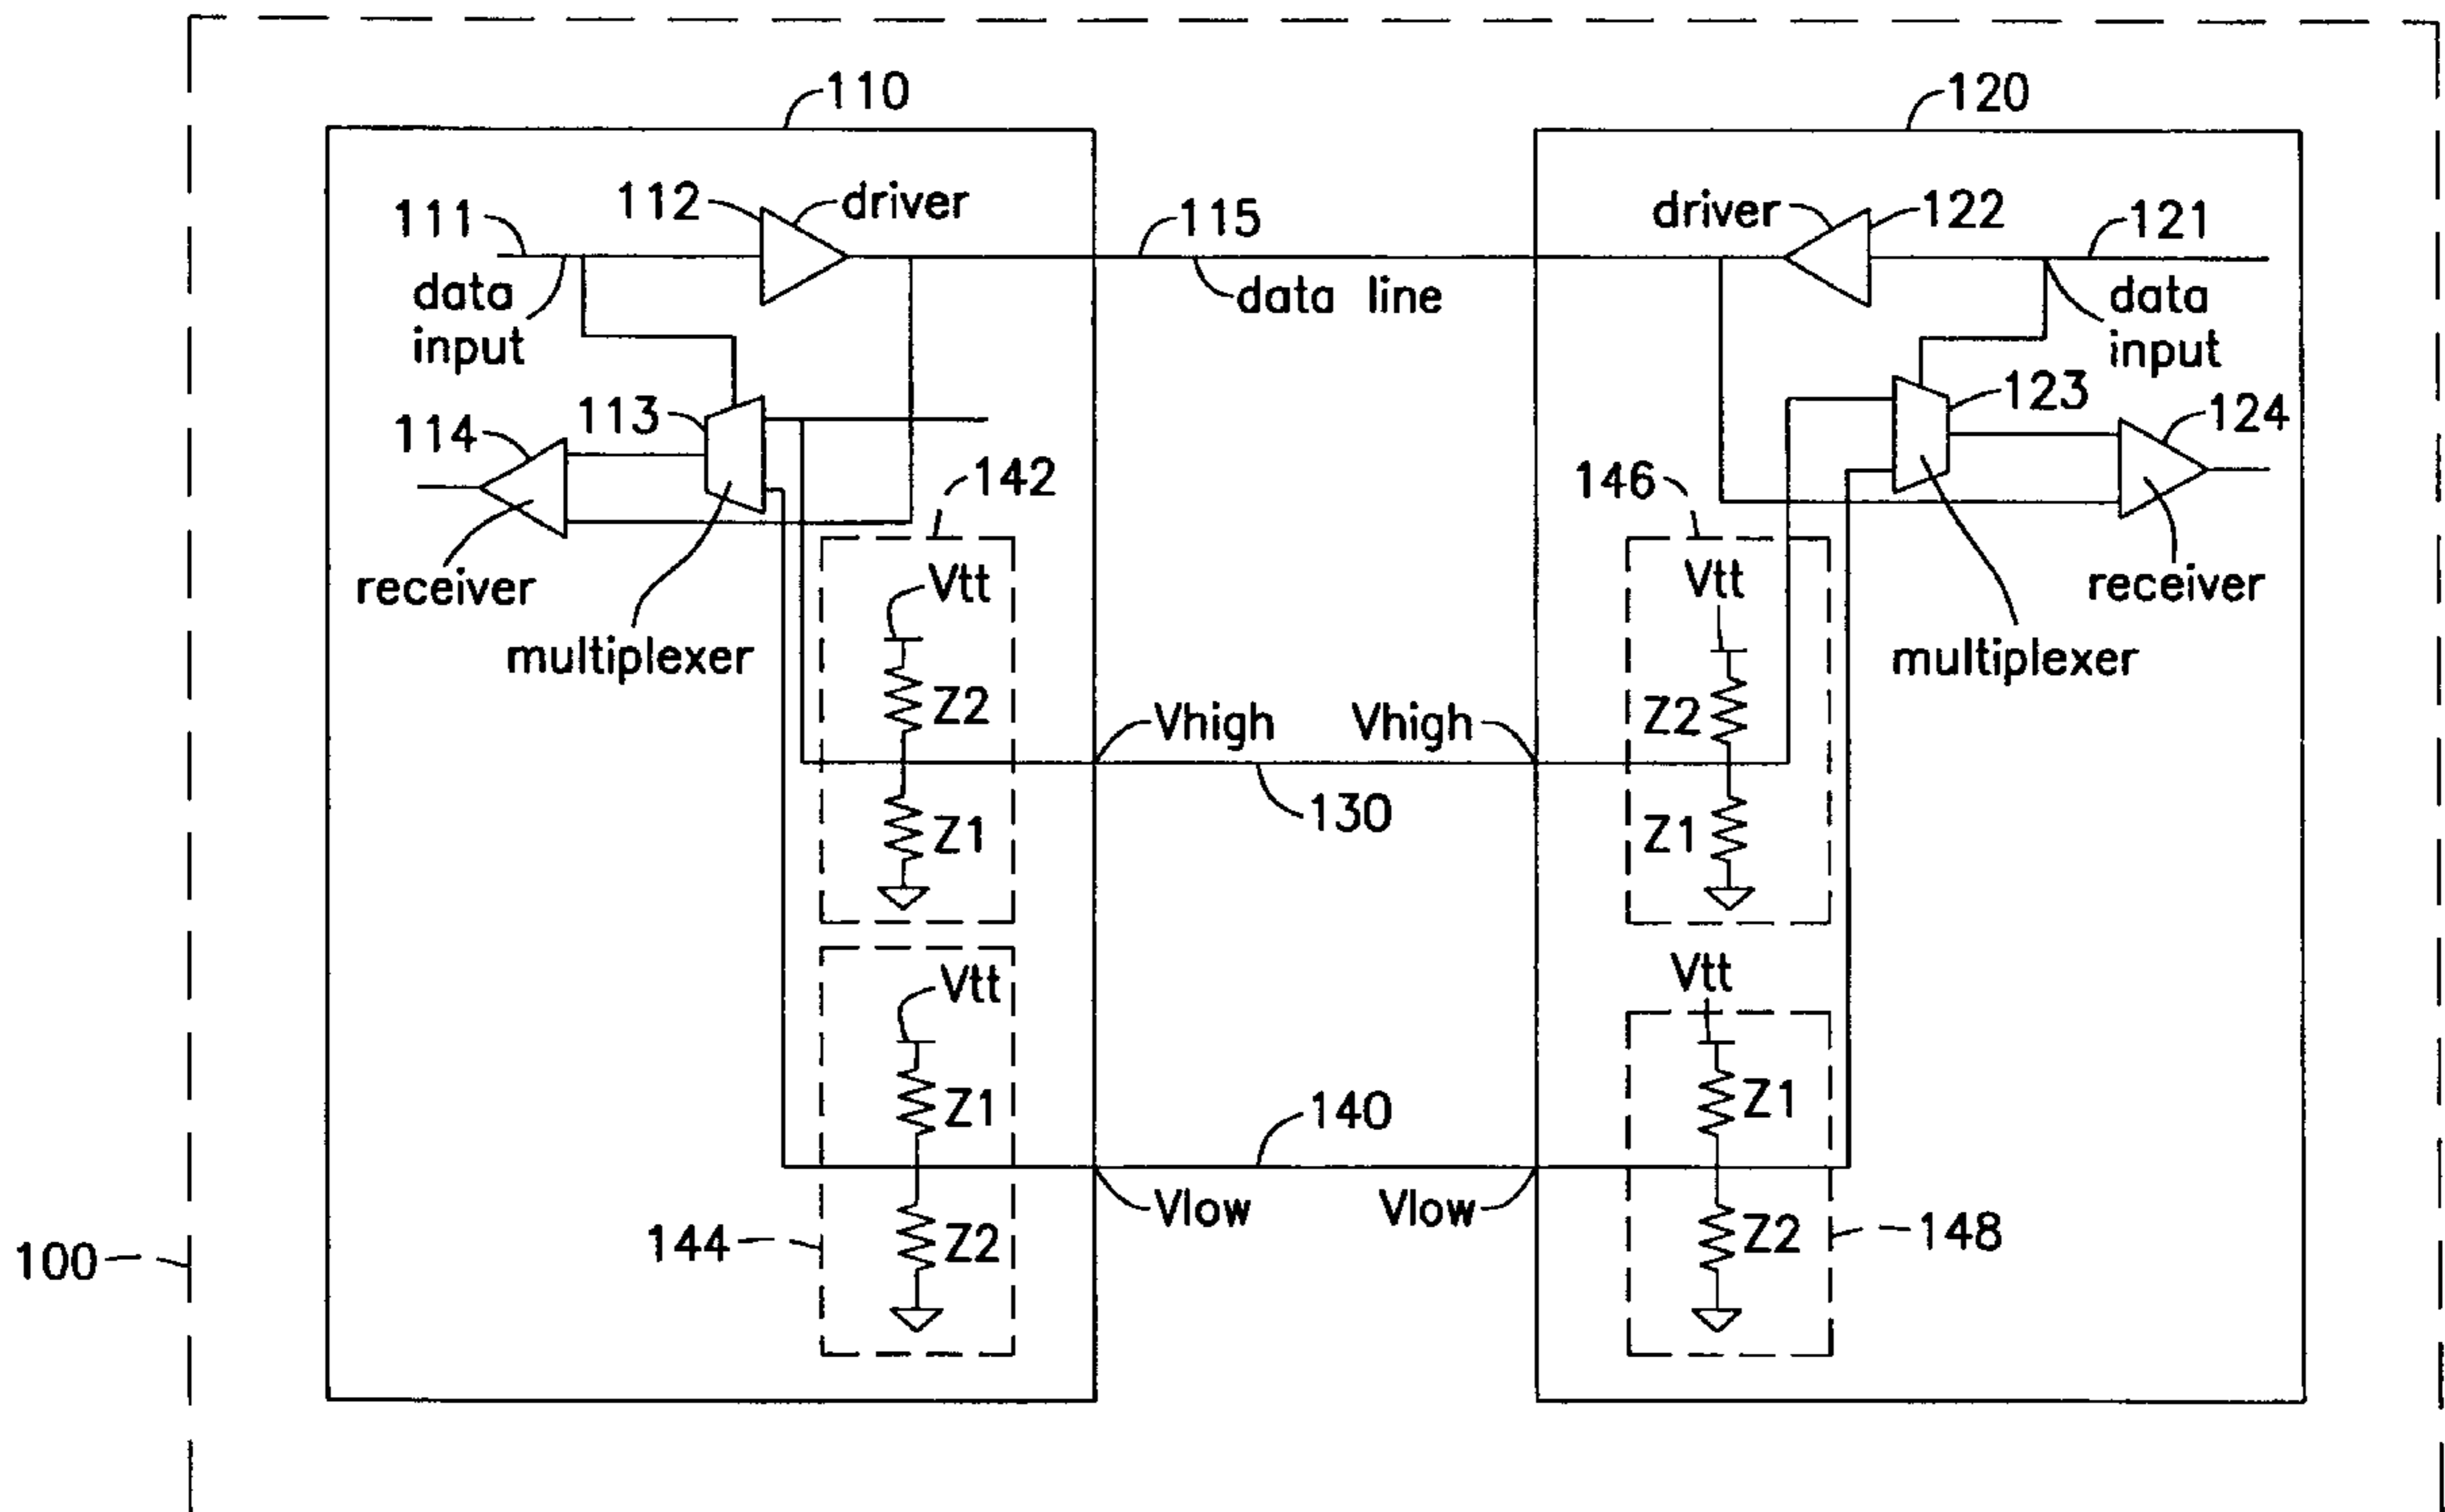 110
120
112
driver
111
115
driver
122
121
data
input
data line
data
input
113
114
123
124
142
146
receiver
Vtt
Vtt
receiver
multiplexer
multiplexer
Z2
Vhigh
Vhigh
Z2
130
Z1
Z1
Vtt
Vtt
Z1
140
Z1
Vlow
Vlow
144
Z2
Z2
148
100